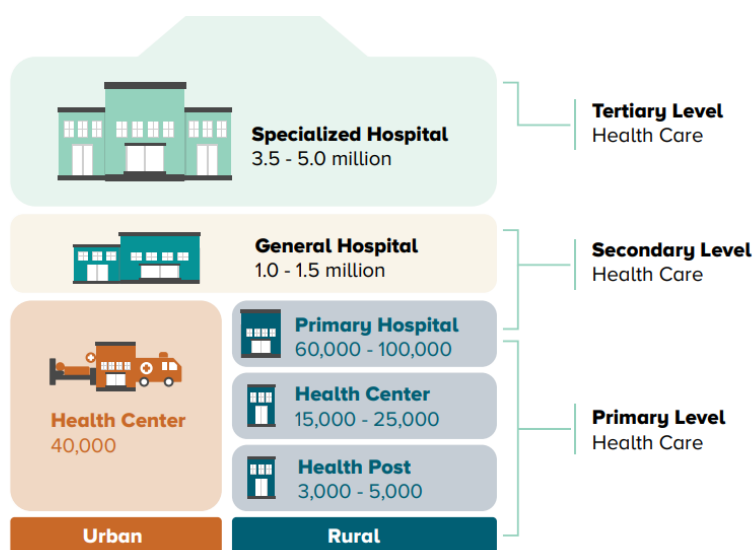 Specialized Hospital
3.5 - 5.0 million
Tertiary Level
Health Care
General Hospital
1.0 - 1.5 million
Secondary Level
Health Care
Primary Hospital
60,000 - 100,000
Health Center
40,000
Health Center
15,000 - 25,000
Health Post
3,000 - 5,000
Primary Level
Health Care
Urban
Rural